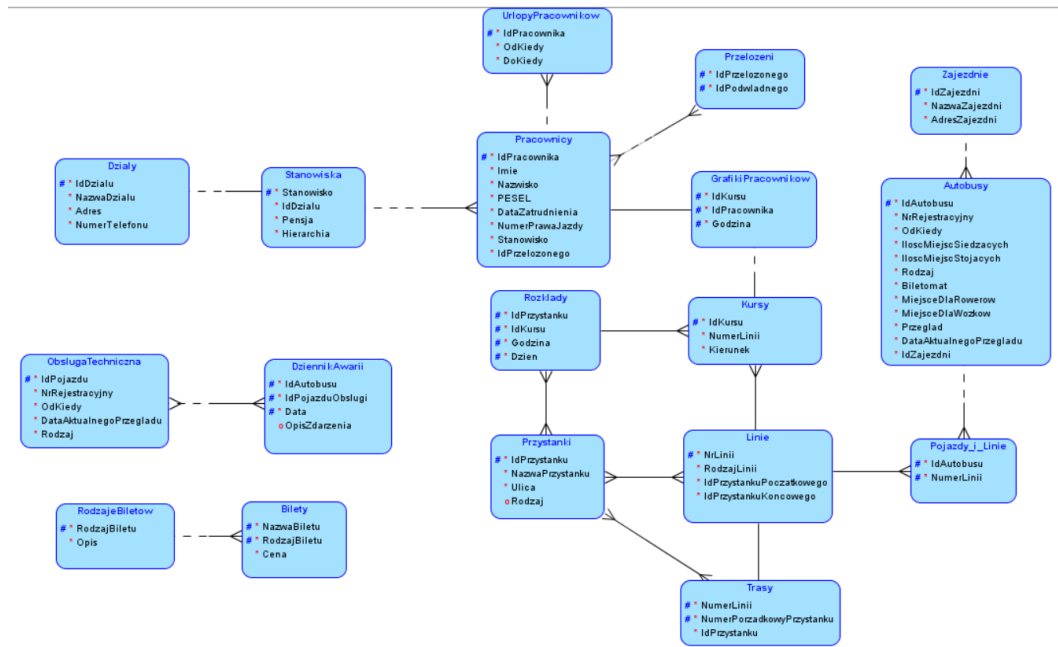 UrlopyPracownikow
# * IdPracownika
* OdKiedy
* DoKiedy
Przelozeni
# * IdPrzelozonego
# * IdPodwladnego
Zajezdnie
# * IdZajezdni
* NazwaZajezdni
* AdresZajezdni
Dzialy
# * IdDzialu
* NazwaDzialu
* Adres
* NumerTelefonu
Stanowiska
# * Stanowisko
* IdDzialu
* Pensja
* Hierarchia
Pracownicy
# * IdPracownika
* Imie
* Nazwisko
* PESEL
* DataZatrudnienia
* NumerPrawaJazdy
* Stanowisko
* IdPrzelozonego
GrafikiPracownikow
# * IdKursu
# * IdPracownika
# * Godzina
Autobusy
# * IdAutobusu
* NrRejestracyjny
* OdKiedy
* IloscMiejscSiedzacych
* IloscMiejscStojacych
* Rodzaj
* Biletomat
* MiejsceDlaRowerow
* MiejsceDlaWozkow
* Przeglad
* DataAktualnegoPrzegladu
* IdZajezdni
Rozklady
# * IdPrzystanku
# * IdKursu
# * Godzina
# * Dzien
Kursy
# * IdKursu
* NumerLinii
* Kierunek
ObslugaTechniczna
# * IdPojazdu
* NrRejestracyjny
* OdKiedy
* DataAktualnegoPrzegladu
* Rodzaj
DziennikAwarii
# * IdAutobusu
# * IdPojazduObslugi
# * Data
o OpisZdarzenia
Przystanki
# * IdPrzystanku
* NazwaPrzystanku
* Ulica
o Rodzaj
Linie
# * NrLinii
* RodzajLinii
* IdPrzystankuPoczatkowego
* IdPrzystankuKoncowego
Pojazdy_i_Linie
# * IdAutobusu
# * NumerLinii
RodzajeBiletow
# * RodzajBiletu
* Opis
Bilety
# * NazwaBiletu
# * RodzajBiletu
* Cena
Trasy
# * NumerLinii
# * NumerPorzadkowyPrzystanku
* IdPrzystanku